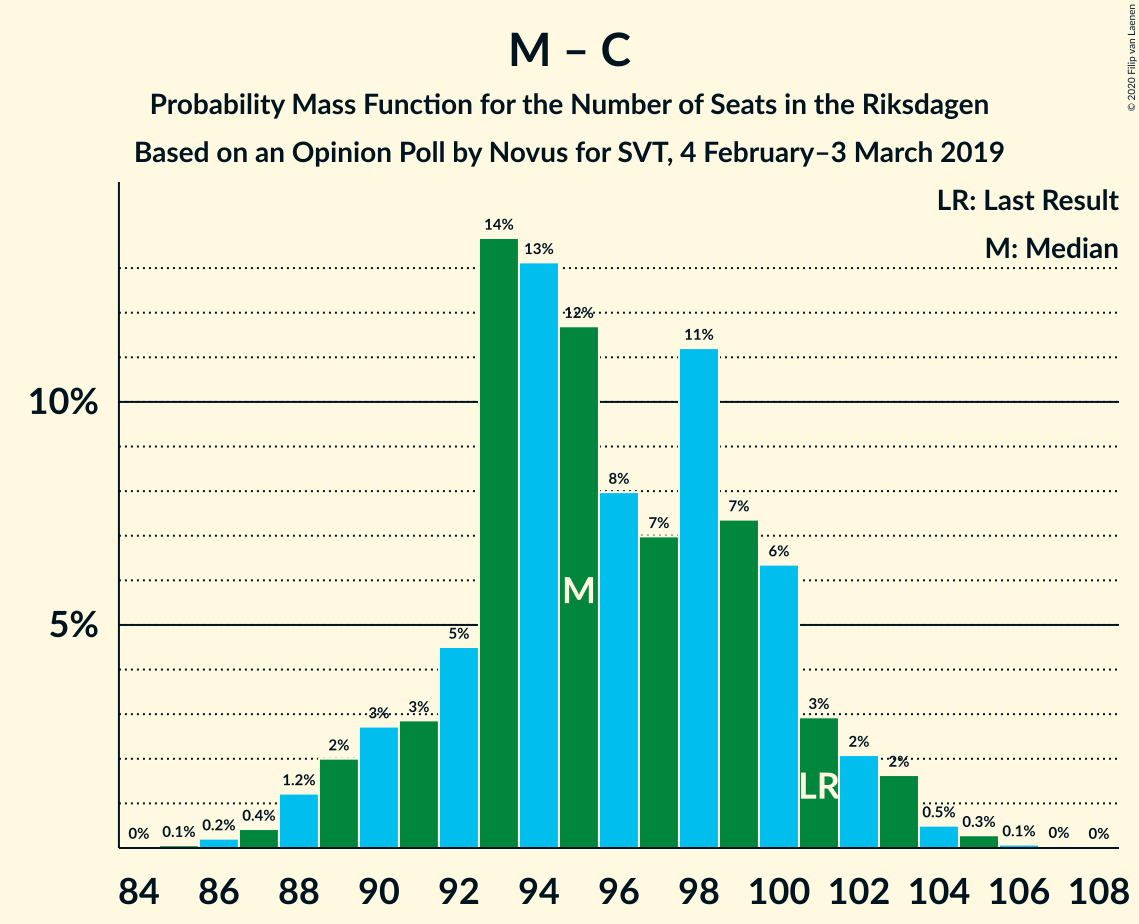 © 2020 Filip van Laenen
M – C
Probability Mass Function for the Number of Seats in the Riksdagen
Based on an Opinion Poll by Novus for SVT, 4 February–3 March 2019
LR: Last Result
M: Median
10%
5%
0% 0.1% 0.2% 0.4% 1.2% 2% 3% 3% 5% 14% 13% 12% 8% 7% 11% 7% 6% 3% 2% 2% 0.5% 0.3% 0.1% 0% 0%
M
LR
84 86 88 90 92 94 96 98 100 102 104 106 108